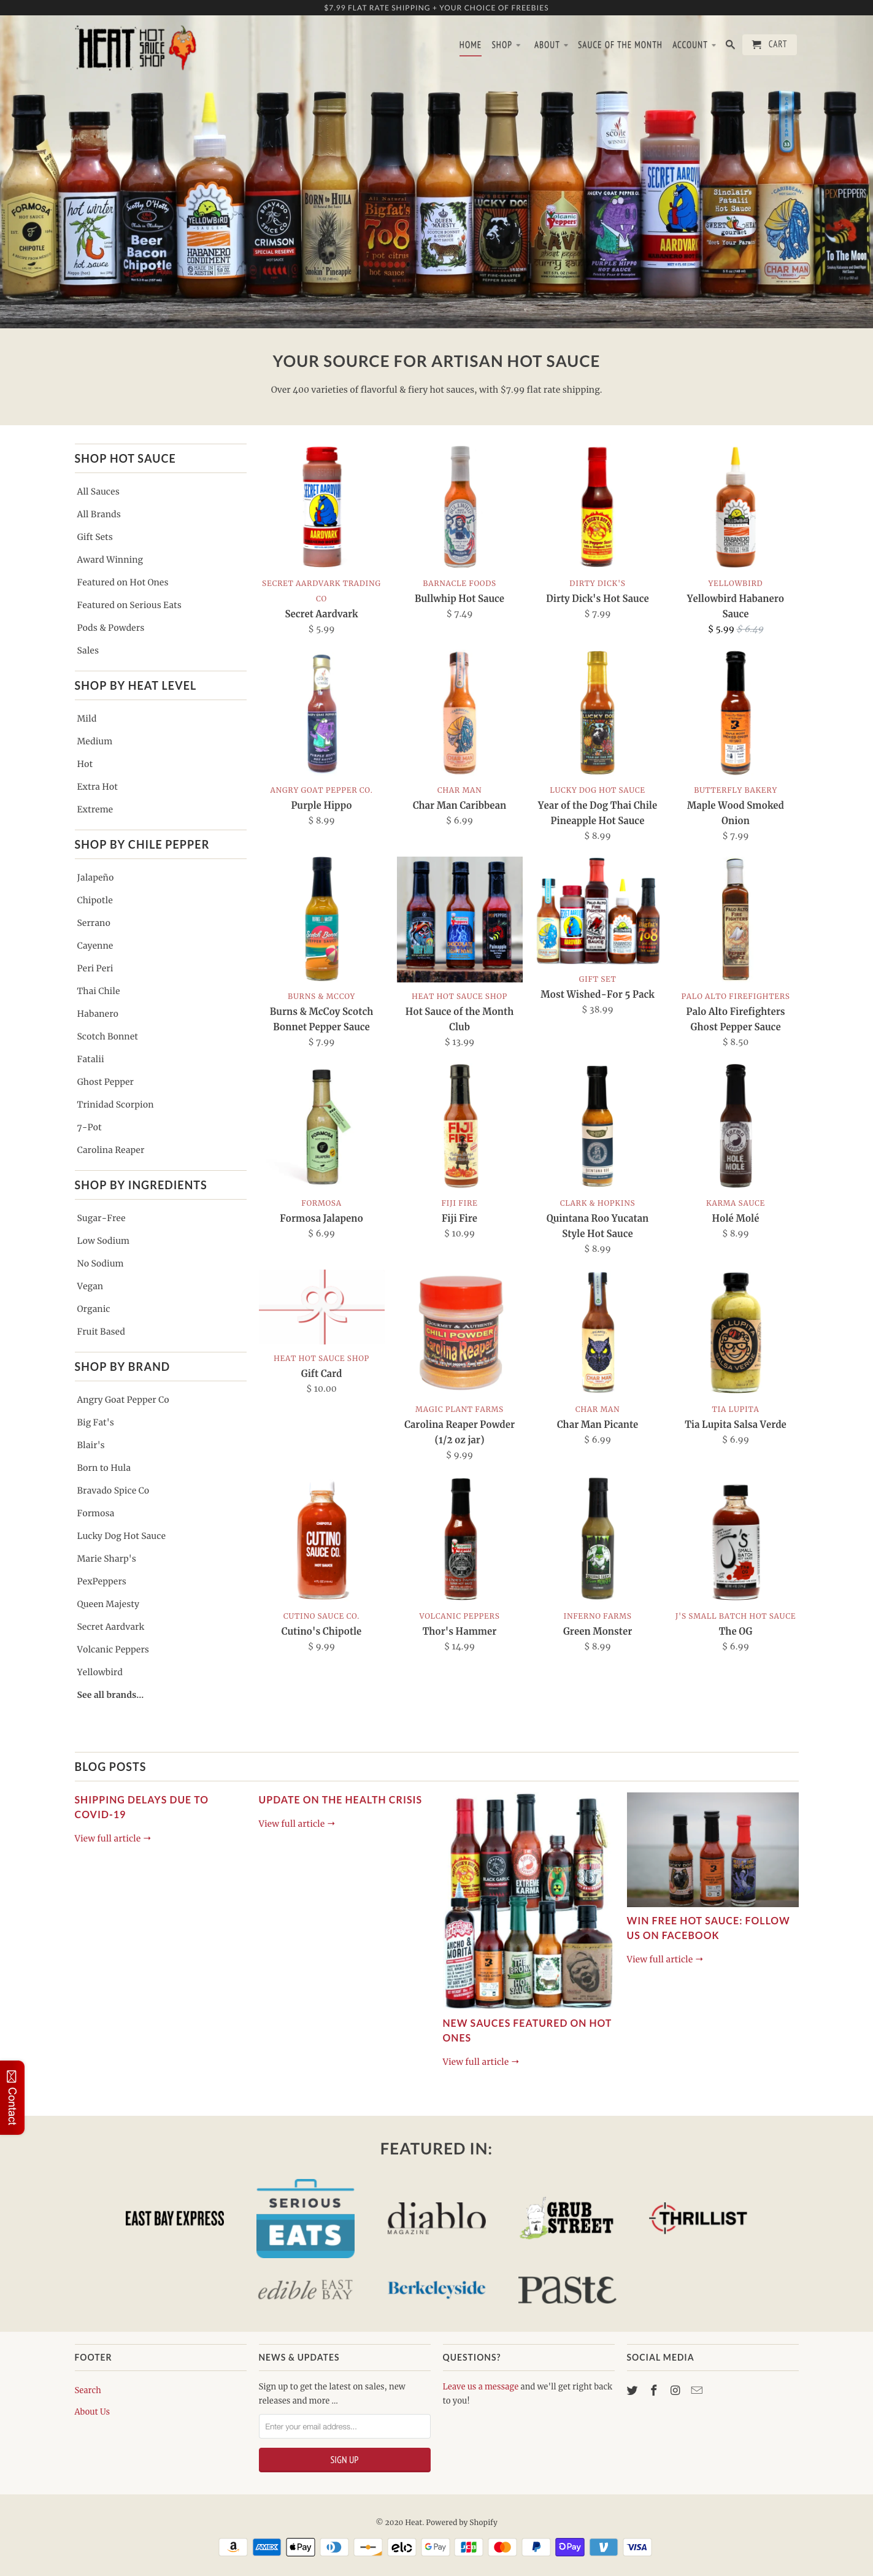 $7.99 FLAT RATE SHIPPING + YOUR CHOICE OF FREEBIES
HEAT HOT SAUCE SHOP
HOME SHOP ABOUT SAUCE OF THE MONTH ACCOUNT CART
YOUR SOURCE FOR ARTISAN HOT SAUCE
Over 400 varieties of flavorful & fiery hot sauces, with $7.99 flat rate shipping.
SHOP HOT SAUCE
All Sauces
All Brands
Gift Sets
Award Winning
Featured on Hot Ones
Featured on Serious Eats
Pods & Powders
Sales
SHOP BY HEAT LEVEL
Mild
Medium
Hot
Extra Hot
Extreme
SHOP BY CHILE PEPPER
Jalapeño
Chipotle
Serrano
Cayenne
Peri Peri
Thai Chile
Habanero
Scotch Bonnet
Fatalii
Ghost Pepper
Trinidad Scorpion
7-Pot
Carolina Reaper
SHOP BY INGREDIENTS
Sugar-Free
Low Sodium
No Sodium
Vegan
Organic
Fruit Based
SHOP BY BRAND
Angry Goat Pepper Co
Big Fat's
Blair's
Born to Hula
Bravado Spice Co
Formosa
Lucky Dog Hot Sauce
Marie Sharp's
PexPeppers
Queen Majesty
Secret Aardvark
Volcanic Peppers
Yellowbird
See all brands...
SECRET AARDVARK TRADING
CO
Secret Aardvark
$ 5.99
BARNACLE FOODS
Bullwhip Hot Sauce
$ 7.49
DIRTY DICK'S
Dirty Dick's Hot Sauce
$ 7.99
YELLOWBIRD
Yellowbird Habanero
Sauce
$ 5.99 $ 6.49
ANGRY GOAT PEPPER CO.
Purple Hippo
$ 8.99
CHAR MAN
Char Man Caribbean
$ 6.99
LUCKY DOG HOT SAUCE
Year of the Dog Thai Chile
Pineapple Hot Sauce
$ 8.99
BUTTERFLY BAKERY
Maple Wood Smoked
Onion
$ 7.99
BURNS & MCCOY
Burns & McCoy Scotch
Bonnet Pepper Sauce
$ 7.99
HEAT HOT SAUCE SHOP
Hot Sauce of the Month
Club
$ 13.99
GIFT SET
Most Wished-For 5 Pack
$ 38.99
PALO ALTO FIREFIGHTERS
Palo Alto Firefighters
Ghost Pepper Sauce
$ 8.50
FORMOSA
Formosa Jalapeno
$ 6.99
FIJI FIRE
Fiji Fire
$ 10.99
CLARK & HOPKINS
Quintana Roo Yucatan
Style Hot Sauce
$ 8.99
KARMA SAUCE
Holé Molé
$ 8.99
HEAT HOT SAUCE SHOP
Gift Card
$ 10.00
MAGIC PLANT FARMS
Carolina Reaper Powder
(1/2 oz jar)
$ 9.99
CHAR MAN
Char Man Picante
$ 6.99
TIA LUPITA
Tia Lupita Salsa Verde
$ 6.99
CUTINO SAUCE CO.
Cutino's Chipotle
$ 9.99
VOLCANIC PEPPERS
Thor's Hammer
$ 14.99
INFERNO FARMS
Green Monster
$ 8.99
J'S SMALL BATCH HOT SAUCE
The OG
$ 6.99
BLOG POSTS
SHIPPING DELAYS DUE TO
COVID-19
View full article →
UPDATE ON THE HEALTH CRISIS
View full article →
NEW SAUCES FEATURED ON HOT
ONES
View full article →
WIN FREE HOT SAUCE: FOLLOW
US ON FACEBOOK
View full article →
Contact
FEATURED IN:
EAST BAY EXPRESS
SERIOUS
EATS
diablo
MAGAZINE
GRUB
STREET
THRILLIST
edible EAST
BAY
Berkeleyside
Paste
FOOTER
Search
About Us
NEWS & UPDATES
Sign up to get the latest on sales, new
releases and more ...
Enter your email address...
SIGN UP
QUESTIONS?
Leave us a message and we'll get right back
to you!
SOCIAL MEDIA
© 2020 Heat. Powered by Shopify